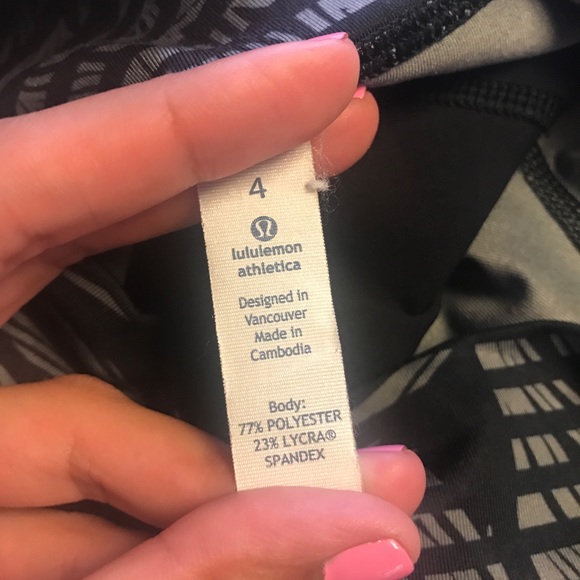 4
lululemon
athletica
Designed in
Vancouver
Made in
Cambodia
Body:
77% POLYESTER
23% LYCRA®
SPANDEX